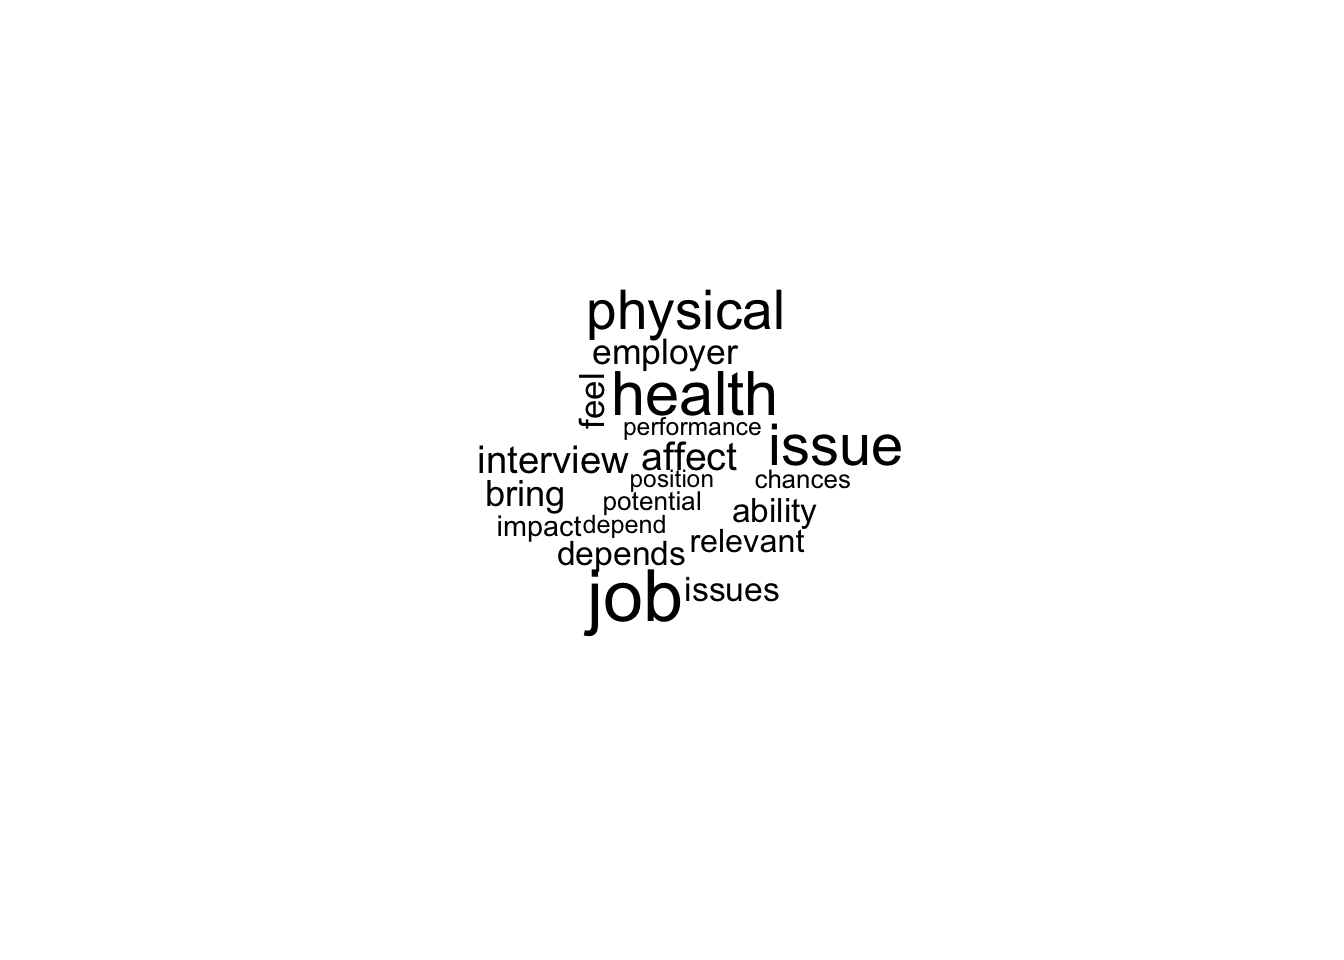 physical
employer
feel health
performance
issue
interview affect
position chances
bring potential ability
impact depend
relevant
depends
job issues